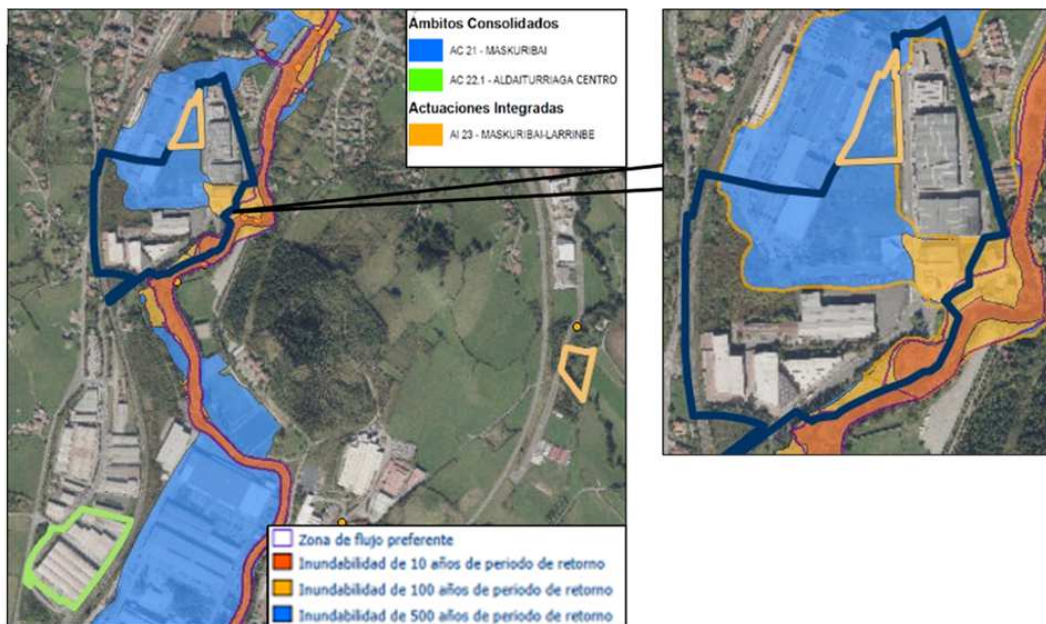 Ámbitos Consolidados
AC 21 - MASKURIBAI
AC 22.1 - ALDAITURRIAGA CENTRO
Actuaciones Integradas
AI 23 - MASKURIBAI-LARRINBE
Zona de flujo preferente
Inundabilidad de 10 años de periodo de retorno
Inundabilidad de 100 años de periodo de retorno
Inundabilidad de 500 años de periodo de retorno